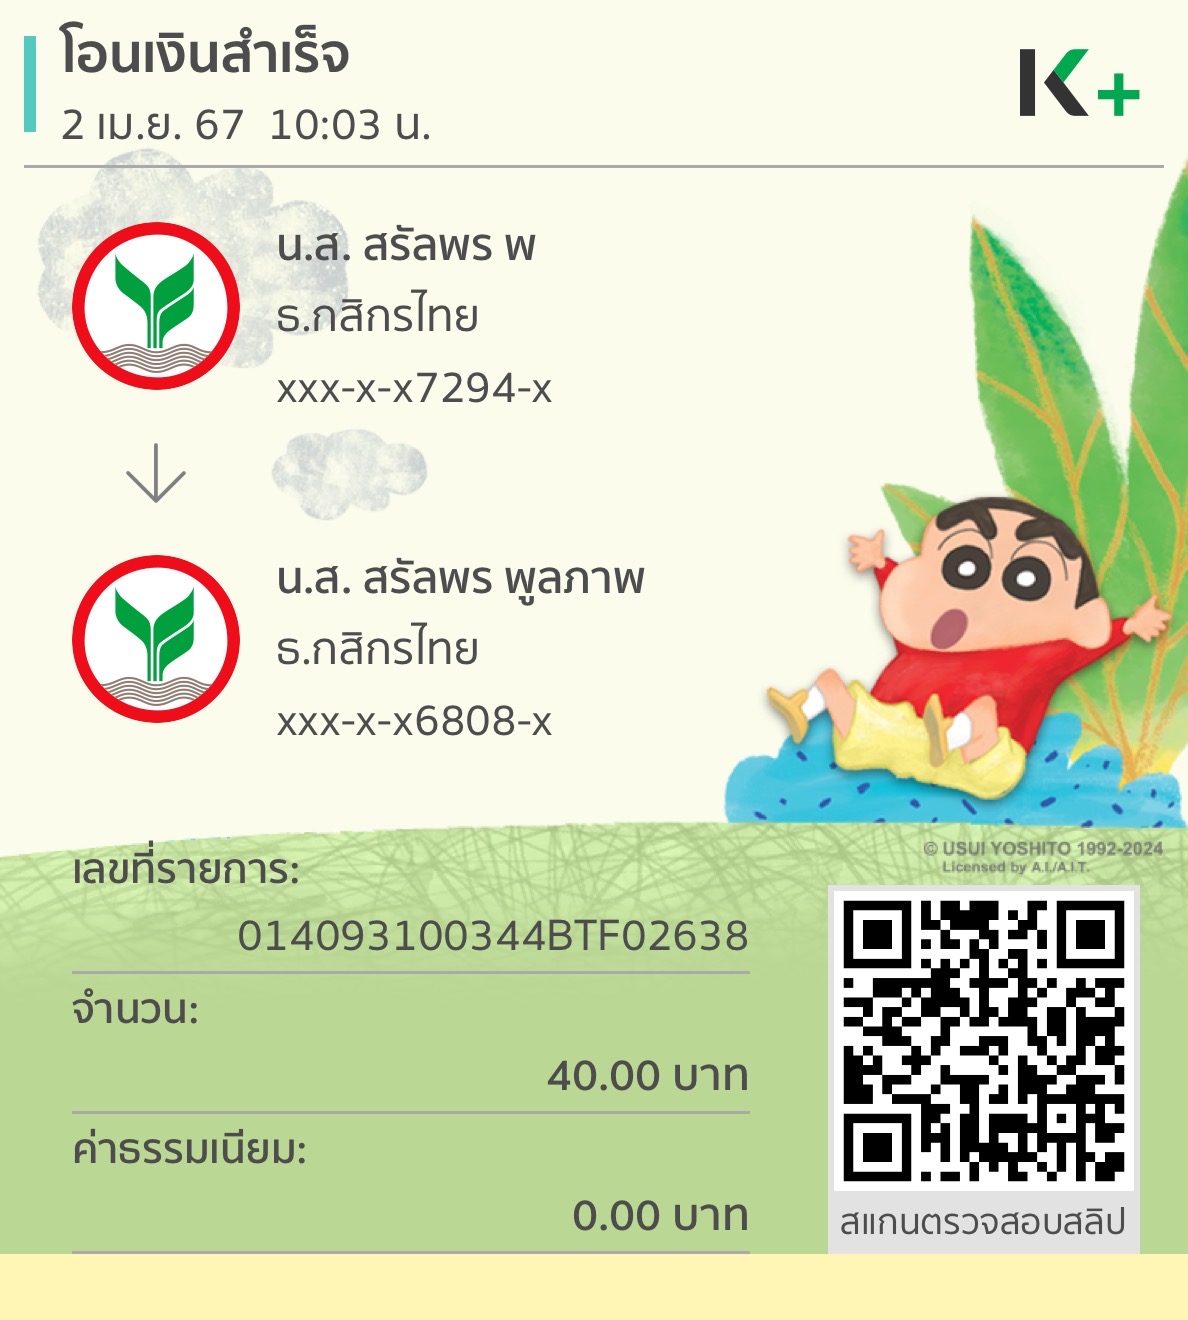 โอนเงินสำเร็จ
2 เม.ย. 67  10:03 น.
K+
น.ส. สรัลพร พ
ธ.กสิกรไทย
xxx-x-x7294-x
น.ส. สรัลพร พูลภาพ
ธ.กสิกรไทย
xxx-x-x6808-x
© USUI YOSHITO 1992-2024
Licensed by A.I./A.I.T.
เลขที่รายการ:
014093100344BTF02638
จำนวน:
40.00 บาท
ค่าธรรมเนียม:
0.00 บาท
สแกนตรวจสอบสลิป